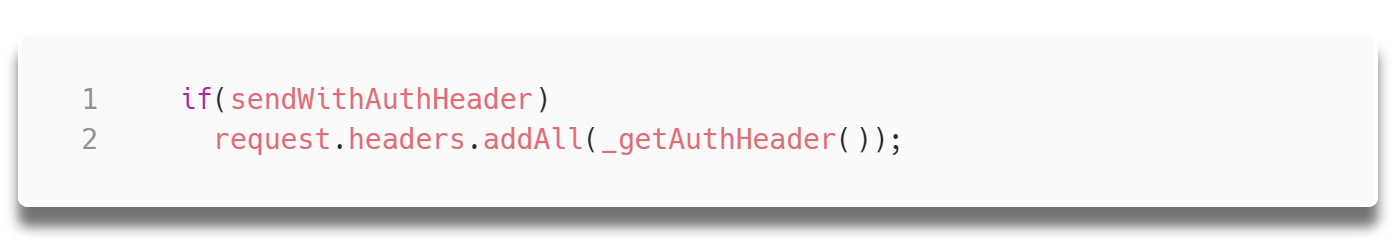 1 if(sendWithAuthHeader)
2 request.headers.addAll(_getAuthHeader());